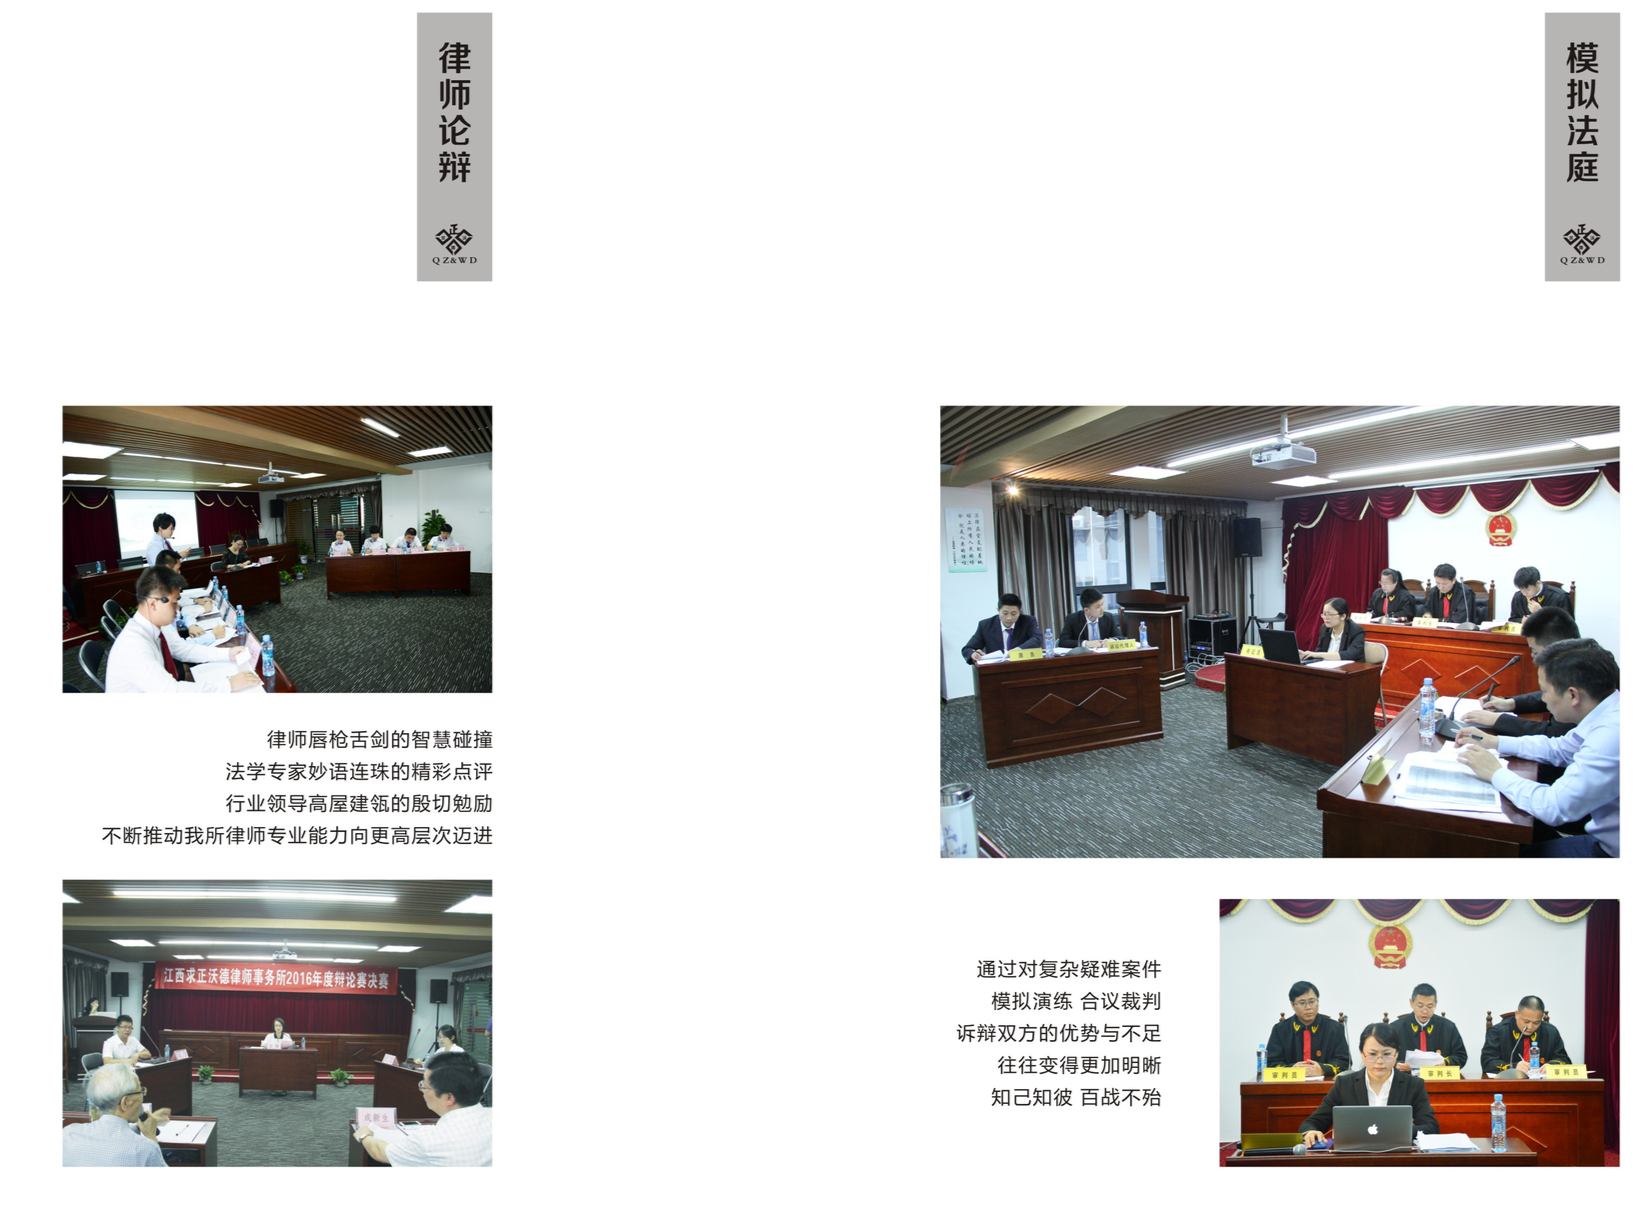 律师论辩
正
QZ&WD
律师唇枪舌剑的智慧碰撞
法学专家妙语连珠的精彩点评
行业领导高屋建瓴的殷切勉励
不断推动我所律师专业能力向更高层次迈进
江西求正沃德律师事务所2016年度辩论赛决赛
模拟法庭
正
QZ&WD
通过对复杂疑难案件
模拟演练 合议裁判
诉辩双方的优势与不足
往往变得更加明晰
知己知彼 百战不殆
审判员
审判长
审判员